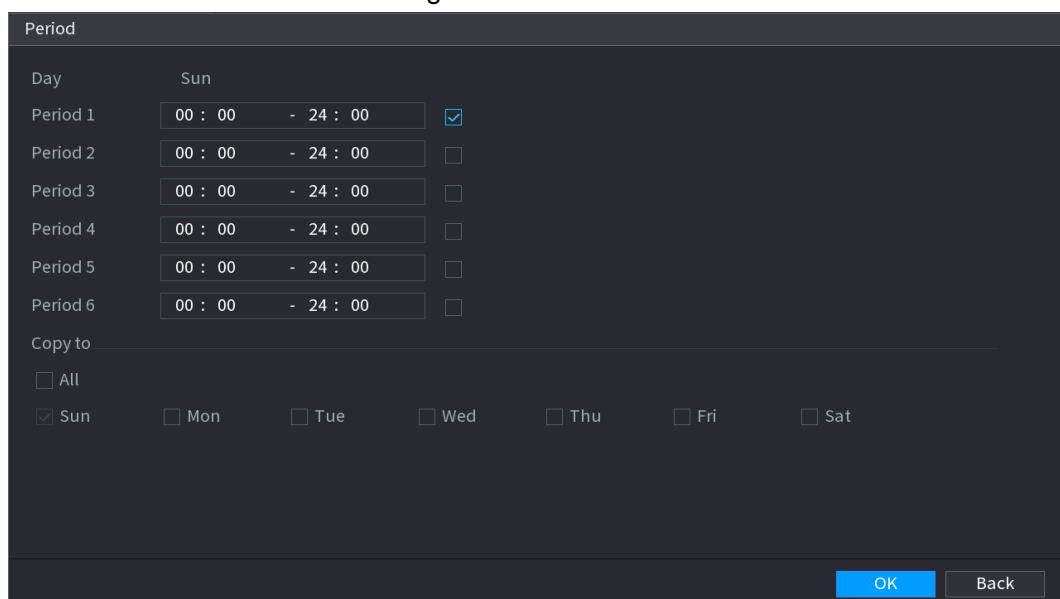 Period
Day Sun
Period 1 00 : 00 - 24 : 00
Period 2 00 : 00 - 24 : 00
Period 3 00 : 00 - 24 : 00
Period 4 00 : 00 - 24 : 00
Period 5 00 : 00 - 24 : 00
Period 6 00 : 00 - 24 : 00
Copy to
All
Sun Mon Tue Wed Thu Fri Sat
OK Back